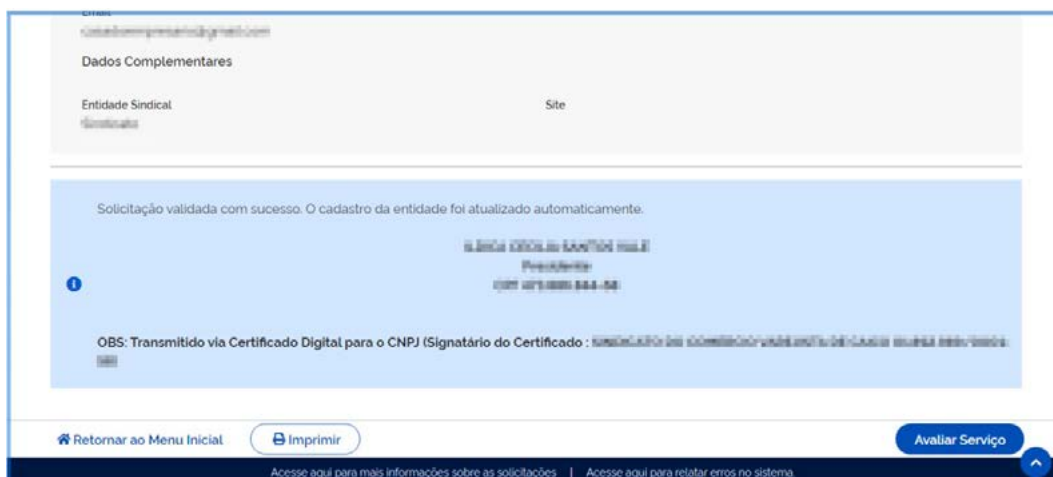 Email
Dados Complementares
Entidade Sindical
Site
Solicitação validada com sucesso. O cadastro da entidade foi atualizado automaticamente.
Presidente
OBS: Transmitido via Certificado Digital para o CNPJ (Signatário do Certificado :
Retornar ao Menu Inicial
Imprimir
Avaliar Serviço
Acesse aqui para mais informações sobre as solicitações | Acesse aqui para relatar erros no sistema.